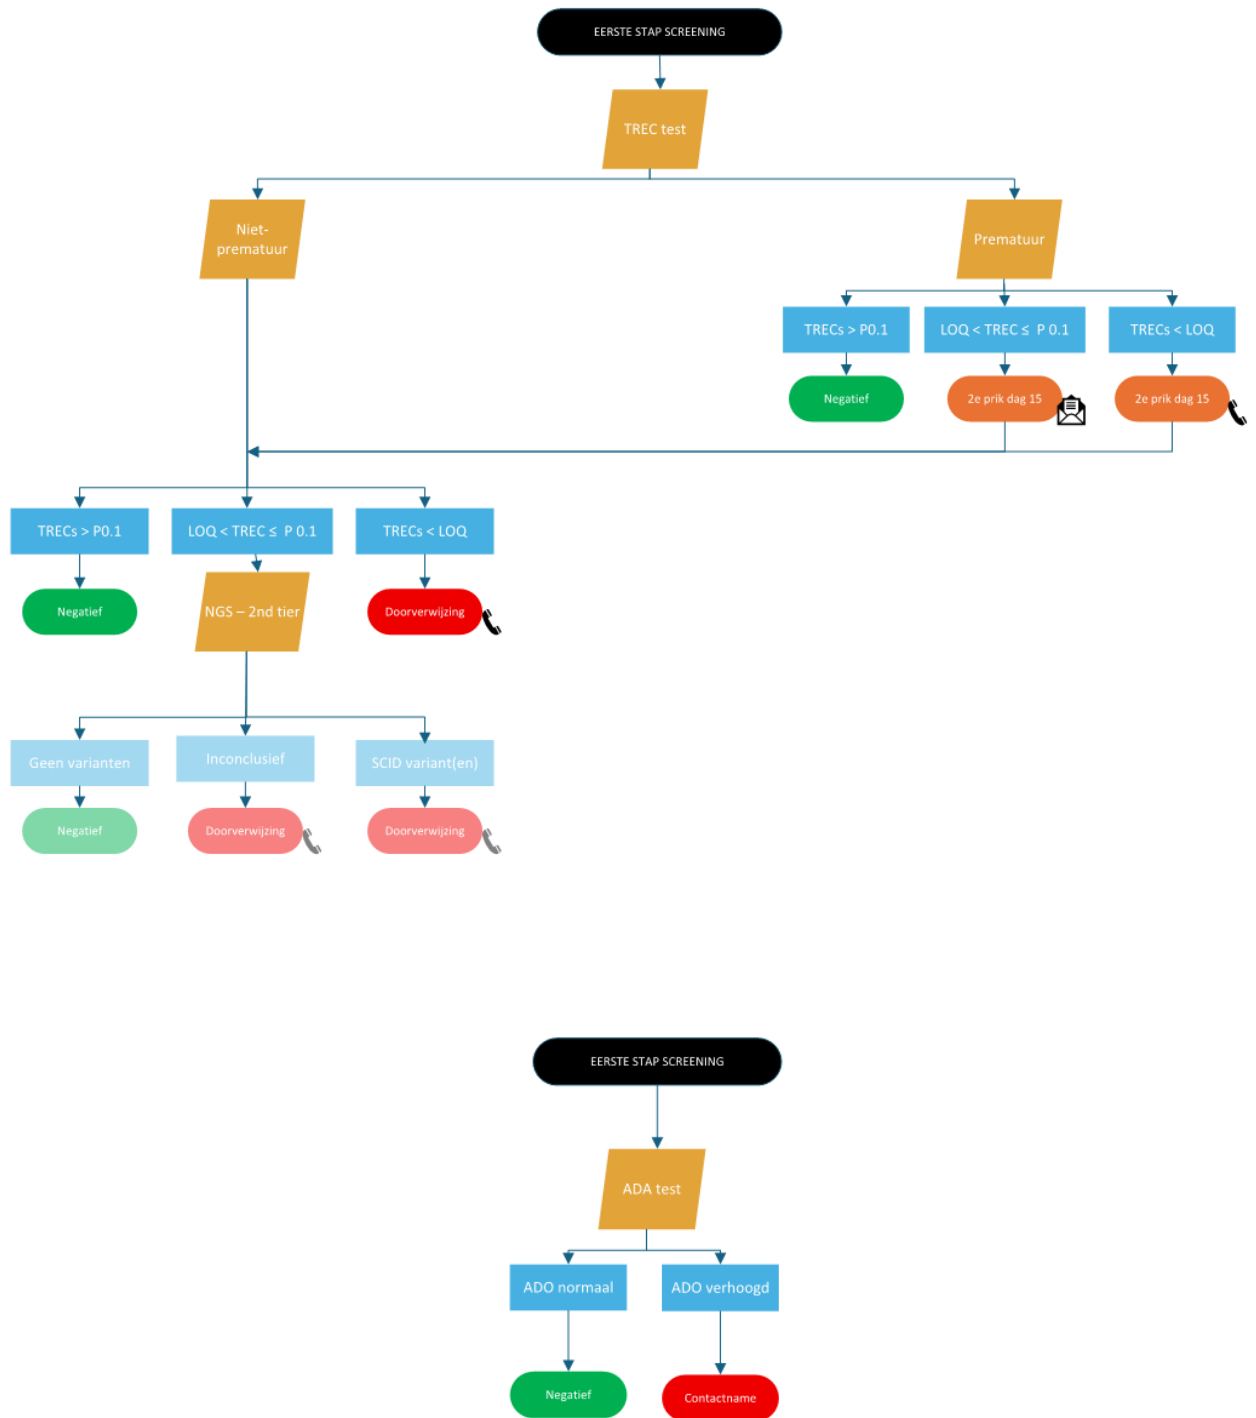 EERSTE STAP SCREENING
TREC test
Niet-
prematuur
Prematuur
TRECs > P0.1
LOQ < TREC ≤ P 0.1
TRECs < LOQ
Negatief
2e prik dag 15
2e prik dag 15
TRECs > P0.1
LOQ < TREC ≤ P 0.1
TRECs < LOQ
Negatief
NGS – 2nd tier
Doorverwijzing
Geen varianten
Inconclusief
SCID variant(en)
Negatief
Doorverwijzing
Doorverwijzing
EERSTE STAP SCREENING
ADA test
ADO normaal
ADO verhoogd
Negatief
Contactname